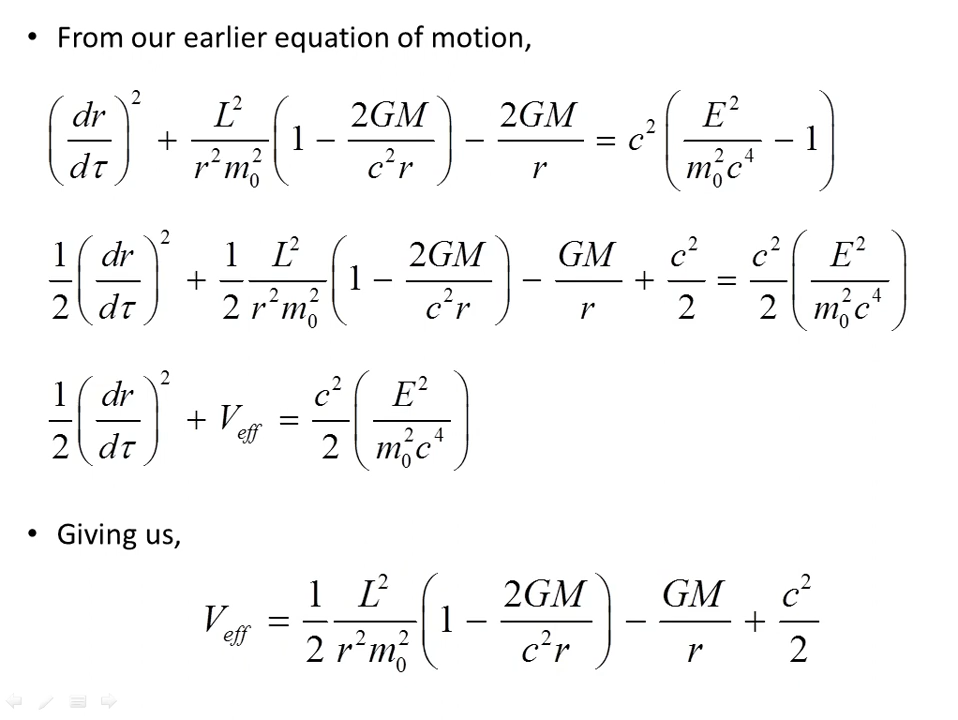 • From our earlier equation of motion,
(dr/dτ)² + L²/(r²m₀²) (1 − 2GM/(c²r)) − 2GM/r = c² (E²/(m₀²c⁴) − 1)
1/2 (dr/dτ)² + 1/2 L²/(r²m₀²) (1 − 2GM/(c²r)) − GM/r + c²/2 = c²/2 (E²/(m₀²c⁴))
1/2 (dr/dτ)² + V_eff = c²/2 (E²/(m₀²c⁴))
• Giving us,
V_eff = 1/2 L²/(r²m₀²) (1 − 2GM/(c²r)) − GM/r + c²/2